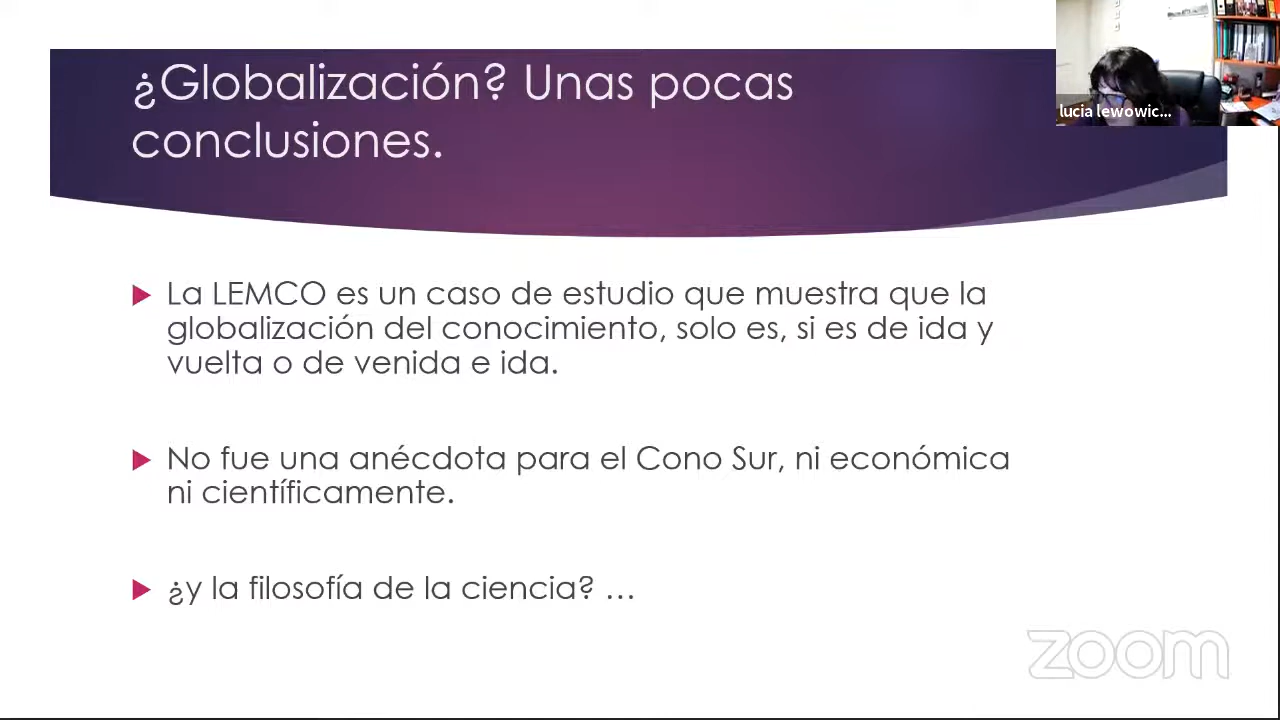 ¿Globalización? Unas pocas
conclusiones.
lucia lewowic...
La LEMCO es un caso de estudio que muestra que la
globalización del conocimiento, solo es, si es de ida y
vuelta o de venida e ida.
No fue una anécdota para el Cono Sur, ni económica
ni científicamente.
¿y la filosofía de la ciencia? …
zoom